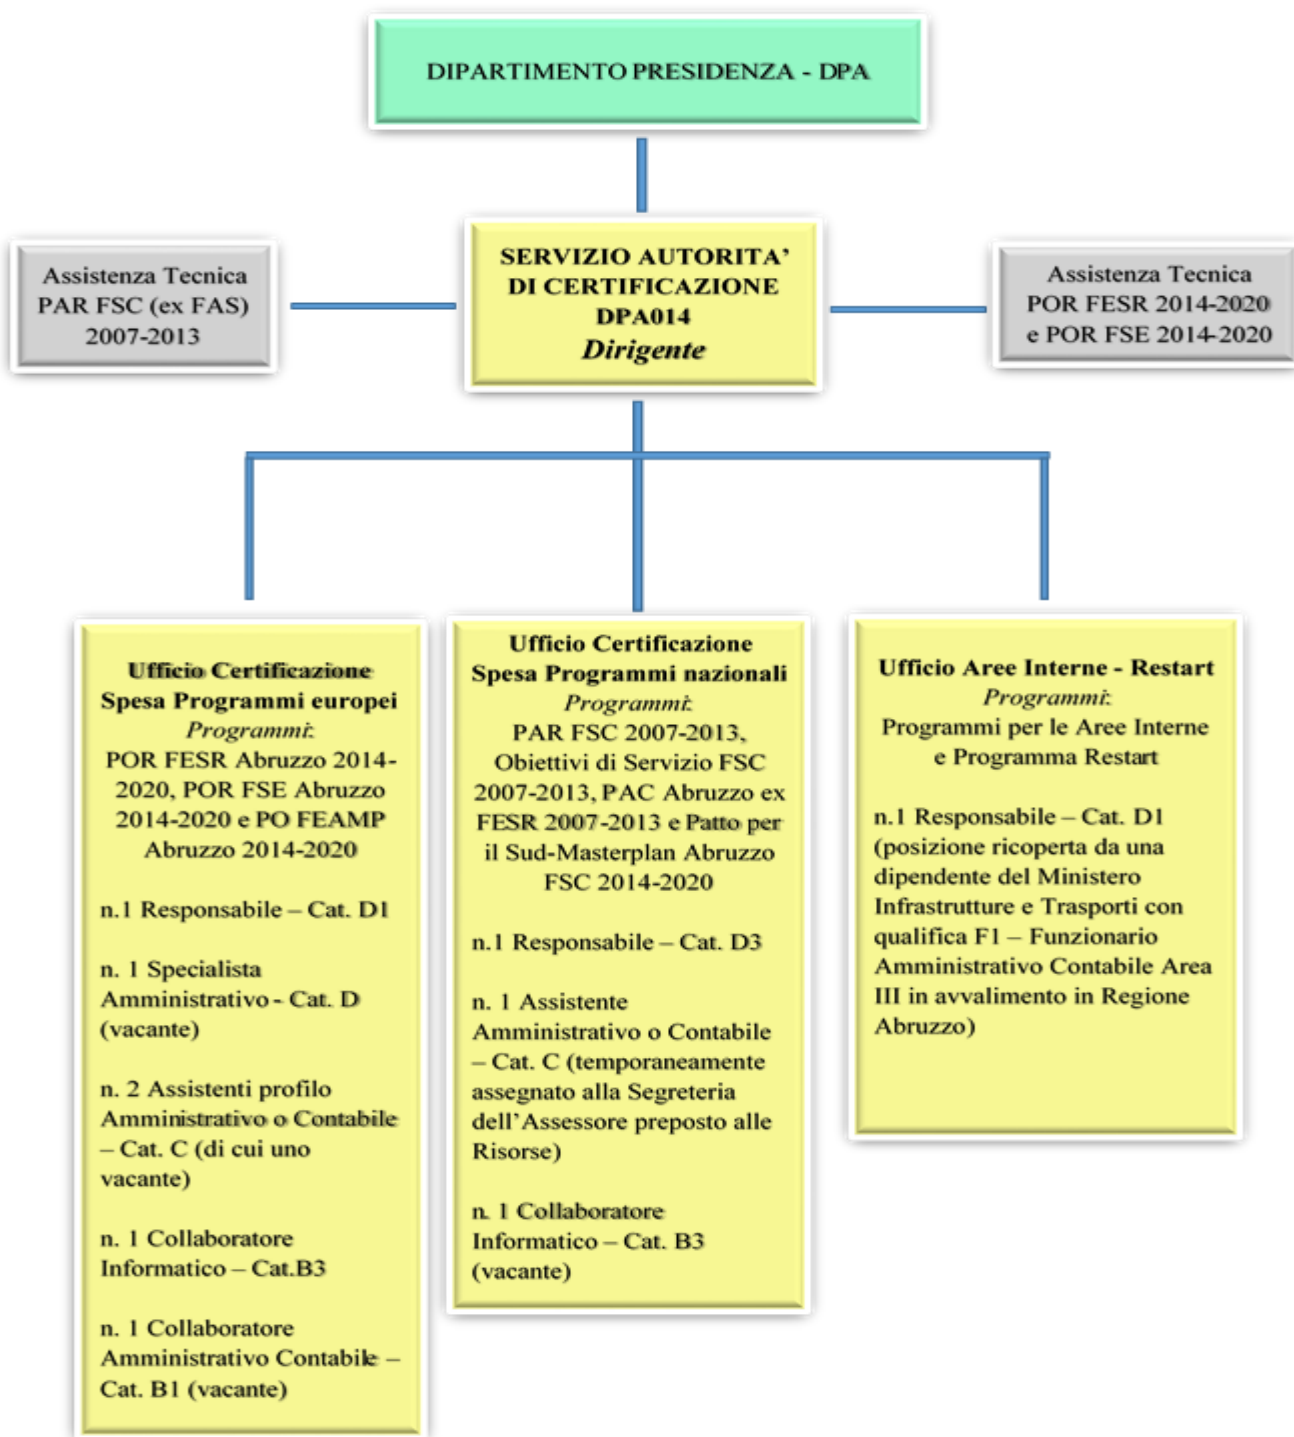 DIPARTIMENTO PRESIDENZA - DPA
Assistenza Tecnica
PAR FSC (ex FAS)
2007-2013
SERVIZIO AUTORITA’
DI CERTIFICAZIONE
DPA014
Dirigente
Assistenza Tecnica
POR FESR 2014-2020
e POR FSE 2014-2020
Ufficio Certificazione
Spesa Programmi europei
Programmi:
POR FESR Abruzzo 2014-
2020, POR FSE Abruzzo
2014-2020 e PO FEAMP
Abruzzo 2014-2020
n.1 Responsabile – Cat. D1
n. 1 Specialista
Amministrativo - Cat. D
(vacante)
n. 2 Assistenti profilo
Amministrativo o Contabile
– Cat. C (di cui uno
vacante)
n. 1 Collaboratore
Informatico – Cat.B3
n. 1 Collaboratore
Amministrativo Contabile –
Cat. B1 (vacante)
Ufficio Certificazione
Spesa Programmi nazionali
Programmi:
PAR FSC 2007-2013,
Obiettivi di Servizio FSC
2007-2013, PAC Abruzzo ex
FESR 2007-2013 e Patto per
il Sud-Masterplan Abruzzo
FSC 2014-2020
n.1 Responsabile – Cat. D3
n. 1 Assistente
Amministrativo o Contabile
– Cat. C (temporaneamente
assegnato alla Segreteria
dell’Assessore preposto alle
Risorse)
n. 1 Collaboratore
Informatico – Cat. B3
(vacante)
Ufficio Aree Interne - Restart
Programmi:
Programmi per le Aree Interne
e Programma Restart
n.1 Responsabile – Cat. D1
(posizione ricoperta da una
dipendente del Ministero
Infrastrutture e Trasporti con
qualifica F1 – Funzionario
Amministrativo Contabile Area
III in avvalimento in Regione
Abruzzo)